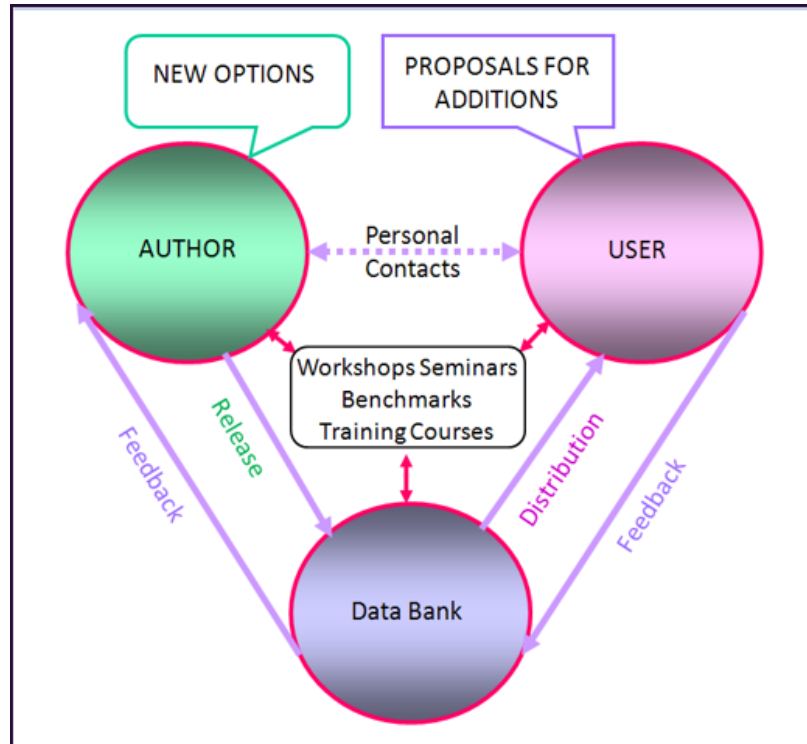 NEW OPTIONS
PROPOSALS FOR
ADDITIONS
AUTHOR
Personal
Contacts
USER
Workshops Seminars
Benchmarks
Training Courses
Feedback
Release
Distribution
Feedback
Data Bank